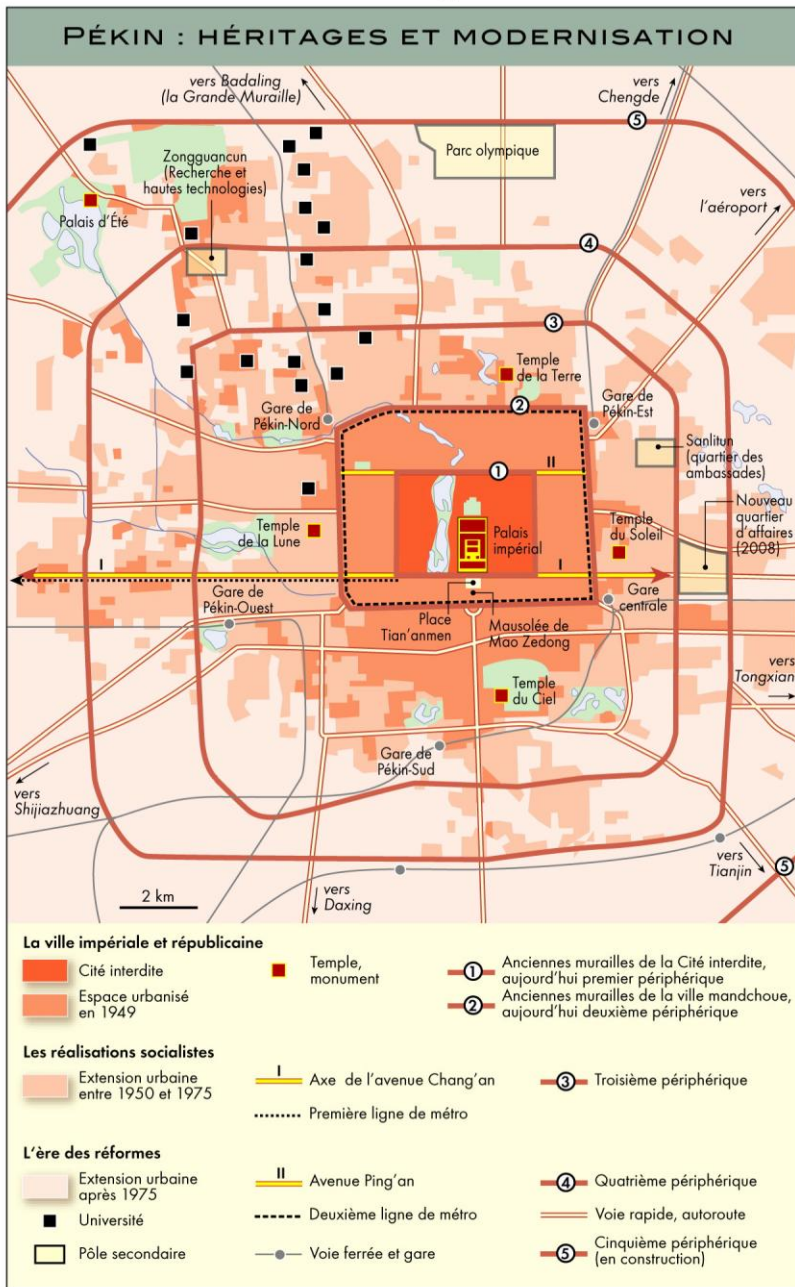 PÉKIN : HÉRITAGES ET MODERNISATION
vers Badaling
(la Grande Muraille)
vers
Chengde
5
Parc olympique
Zongguancun
(Recherche et
hautes technologies)
vers
l'aéroport
Palais d'Été
4
3
Temple
de la Terre
Gare de
Pékin-Nord
2
Gare de
Pékin-Est
Sanlitun
(quartier des
ambassades)
1
II
Nouveau
quartier
d'affaires
(2008)
Palais
impérial
Temple
de la Lune
Temple
du Soleil
I
I
Gare de
Pékin-Ouest
Gare
centrale
Place
Tian'anmen
Mausolée de
Mao Zedong
vers
Tongxian
Temple
du Ciel
Gare de
Pékin-Sud
vers
Shijiazhuang
vers
Tianjin
5
2 km
vers
Daxing
La ville impériale et républicaine
Cité interdite
Temple,
monument
1
Anciennes murailles de la Cité interdite,
aujourd'hui premier périphérique
Espace urbanisé
en 1949
2
Anciennes murailles de la ville mandchoue,
aujourd'hui deuxième périphérique
Les réalisations socialistes
Extension urbaine
entre 1950 et 1975
I
Axe de l'avenue Chang'an
3
Troisième périphérique
Première ligne de métro
L'ère des réformes
Extension urbaine
après 1975
II
Avenue Ping'an
4
Quatrième périphérique
Université
Deuxième ligne de métro
Voie rapide, autoroute
Pôle secondaire
Voie ferrée et gare
5
Cinquième périphérique
(en construction)